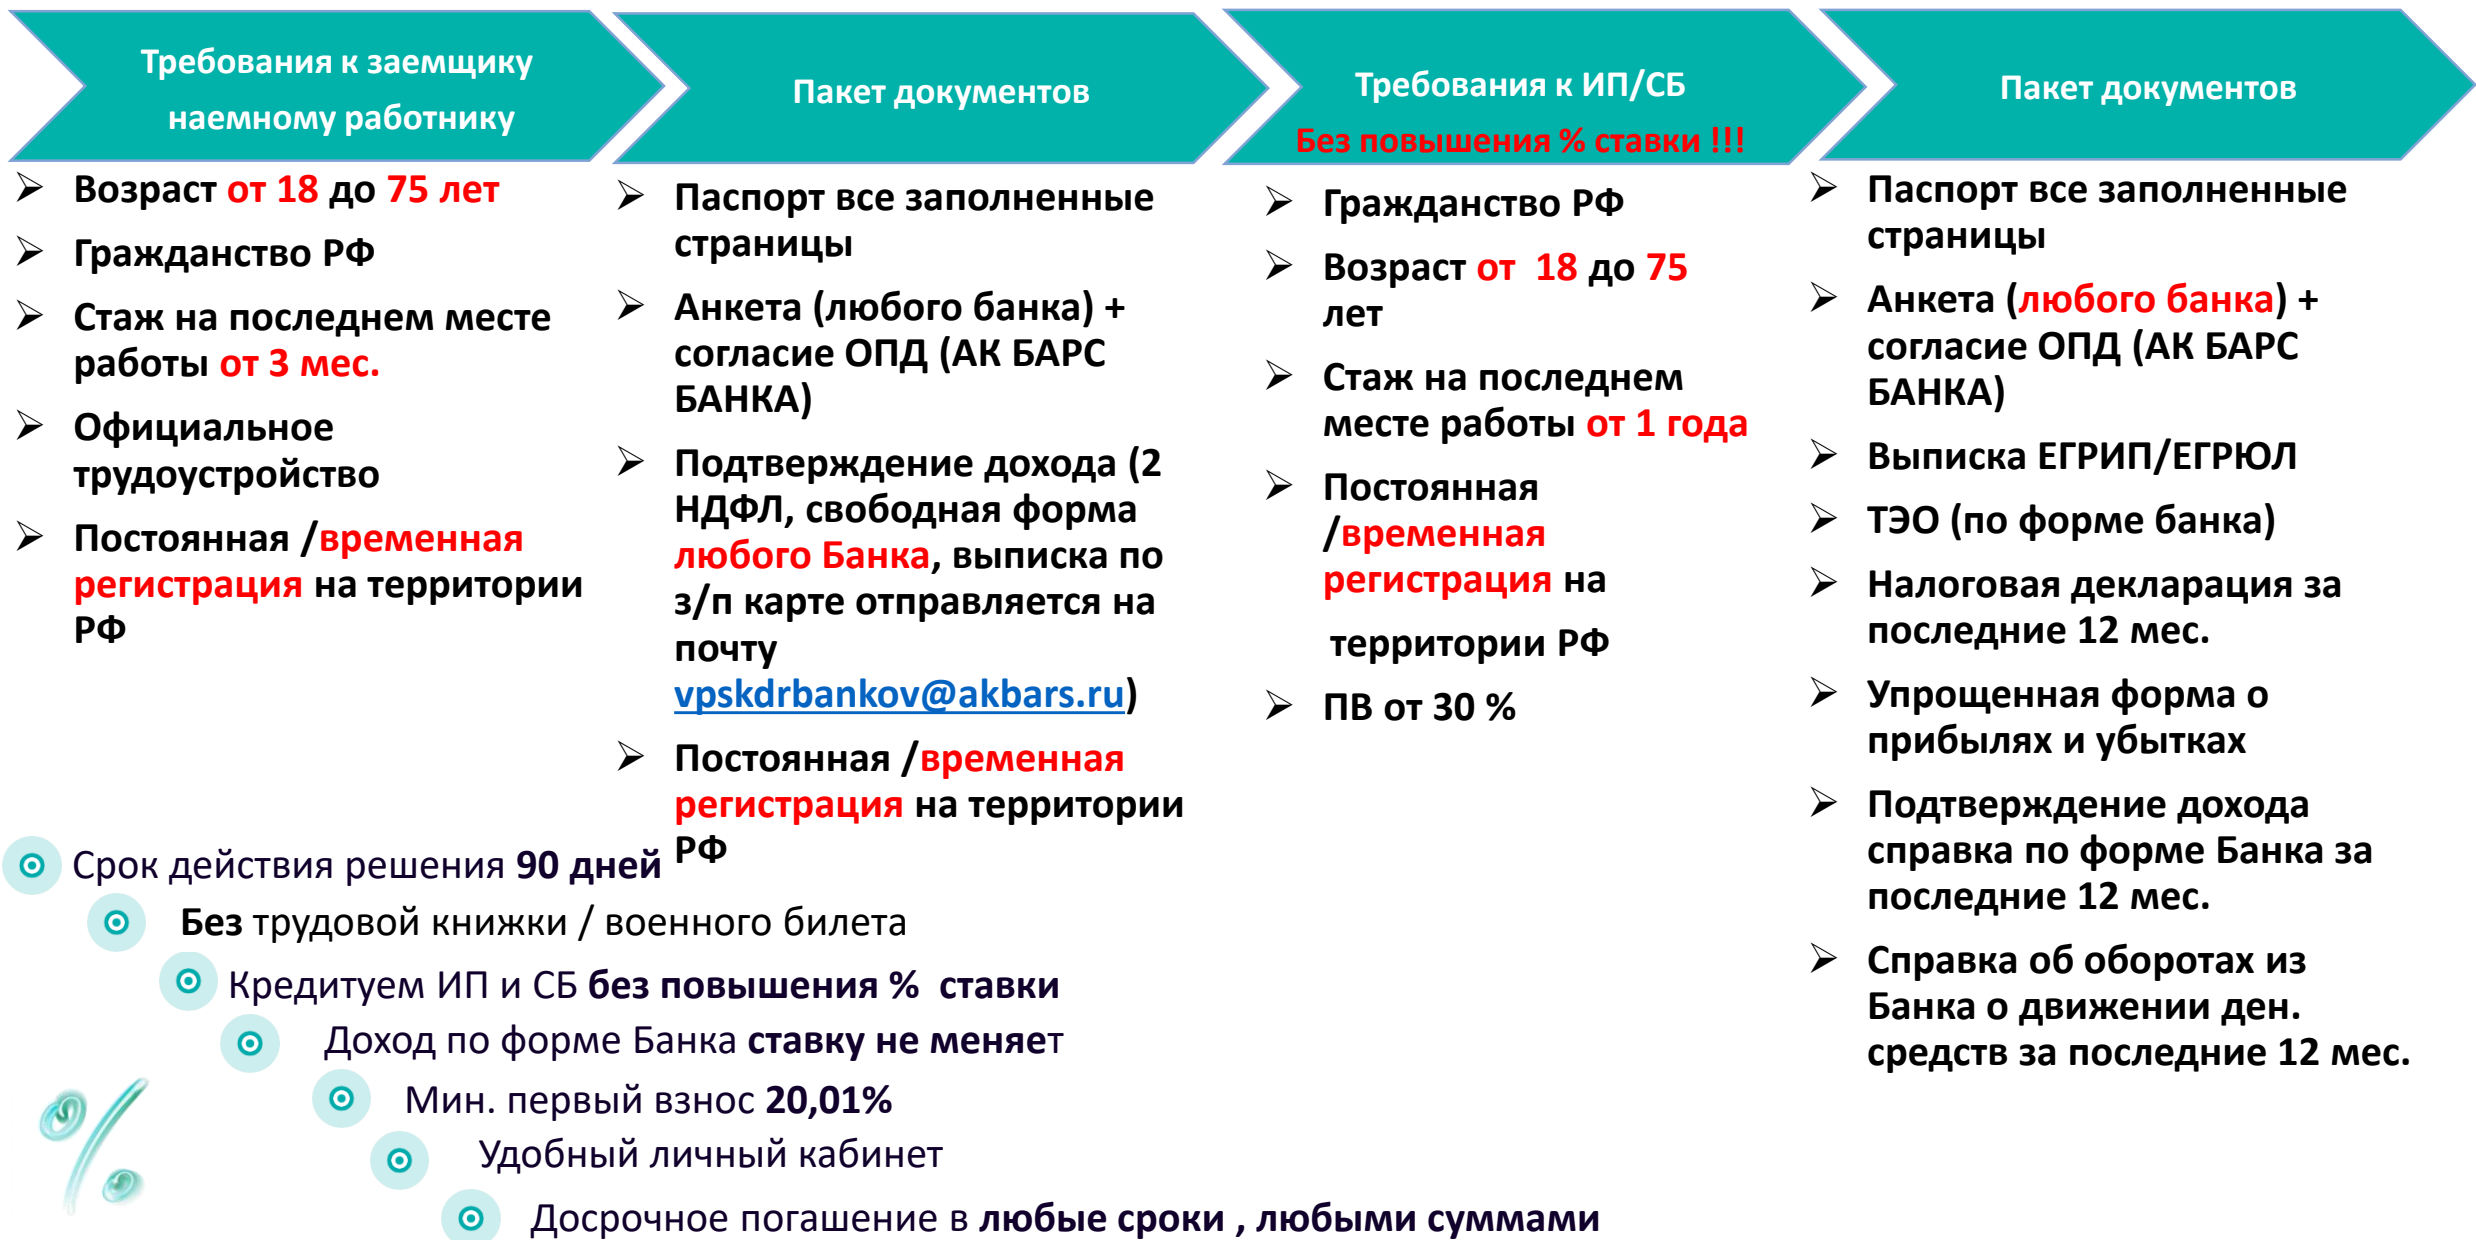 Требования к заемщику
наемному работнику
Возраст от 18 до 75 лет
Гражданство РФ
Стаж на последнем месте
работы от 3 мес.
Официальное
трудоустройство
Постоянная /временная
регистрация на территории
РФ
Пакет документов
Паспорт все заполненные
страницы
Анкета (любого банка) +
согласие ОПД (АК БАРС
БАНКА)
Подтверждение дохода (2
НДФЛ, свободная форма
любого Банка, выписка по
з/п карте отправляется на
почту
vpskdrbankov@akbars.ru)
Постоянная /временная
регистрация на территории
РФ
Требования к ИП/СБ
Без повышения % ставки !!!
Гражданство РФ
Возраст от  18 до 75
лет
Стаж на последнем
месте работы от 1 года
Постоянная
/временная
регистрация на
территории РФ
ПВ от 30 %
Пакет документов
Паспорт все заполненные
страницы
Анкета (любого банка) +
согласие ОПД (АК БАРС
БАНКА)
Выписка ЕГРИП/ЕГРЮЛ
ТЭО (по форме банка)
Налоговая декларация за
последние 12 мес.
Упрощенная форма о
прибылях и убытках
Подтверждение дохода
справка по форме Банка за
последние 12 мес.
Справка об оборотах из
Банка о движении ден.
средств за последние 12 мес.
Срок действия решения 90 дней
Без трудовой книжки / военного билета
Кредитуем ИП и СБ без повышения %  ставки
Доход по форме Банка ставку не меняет
Мин. первый взнос 20,01%
Удобный личный кабинет
Досрочное погашение в любые сроки , любыми суммами
%